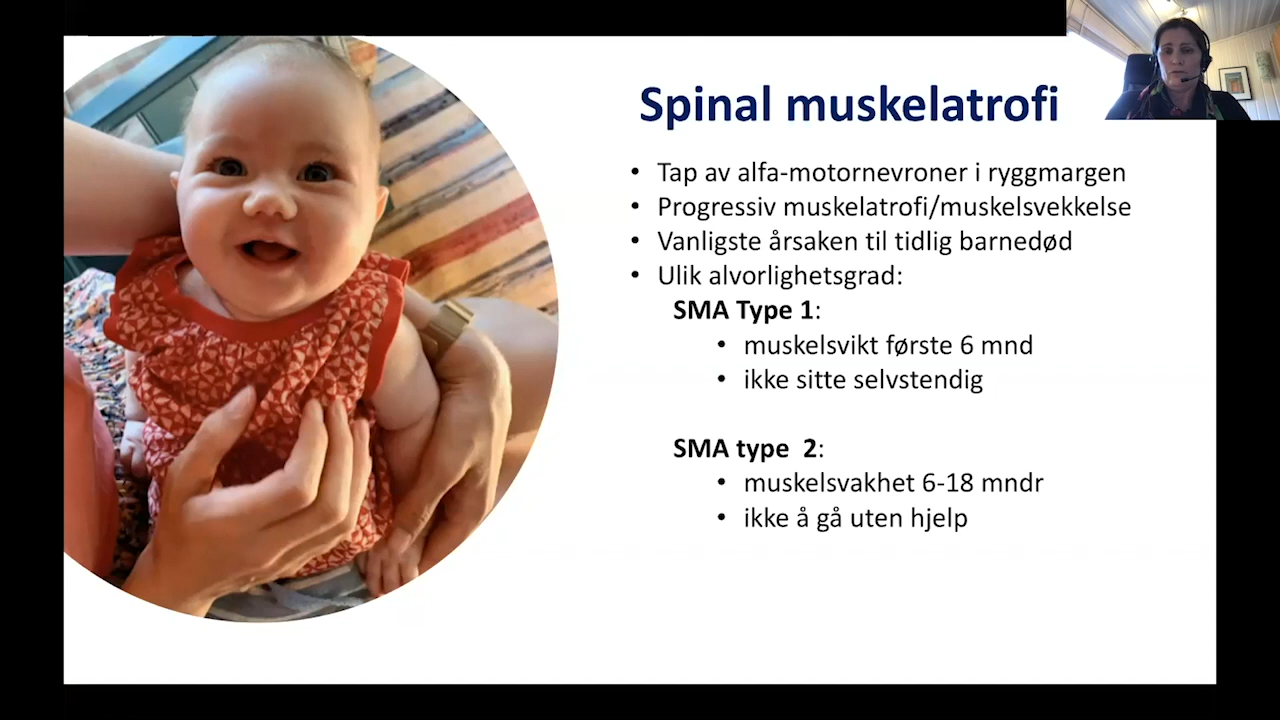 Spinal muskelatrofi
• Tap av alfa-motornevroner i ryggmargen
• Progressiv muskelatrofi/muskelsvekkelse
• Vanligste årsaken til tidlig barnedød
• Ulik alvorlighetsgrad:
SMA Type 1:
• muskelsvikt første 6 mnd
• ikke sitte selvstendig
SMA type  2:
• muskelsvakhet 6-18 mndr
• ikke å gå uten hjelp